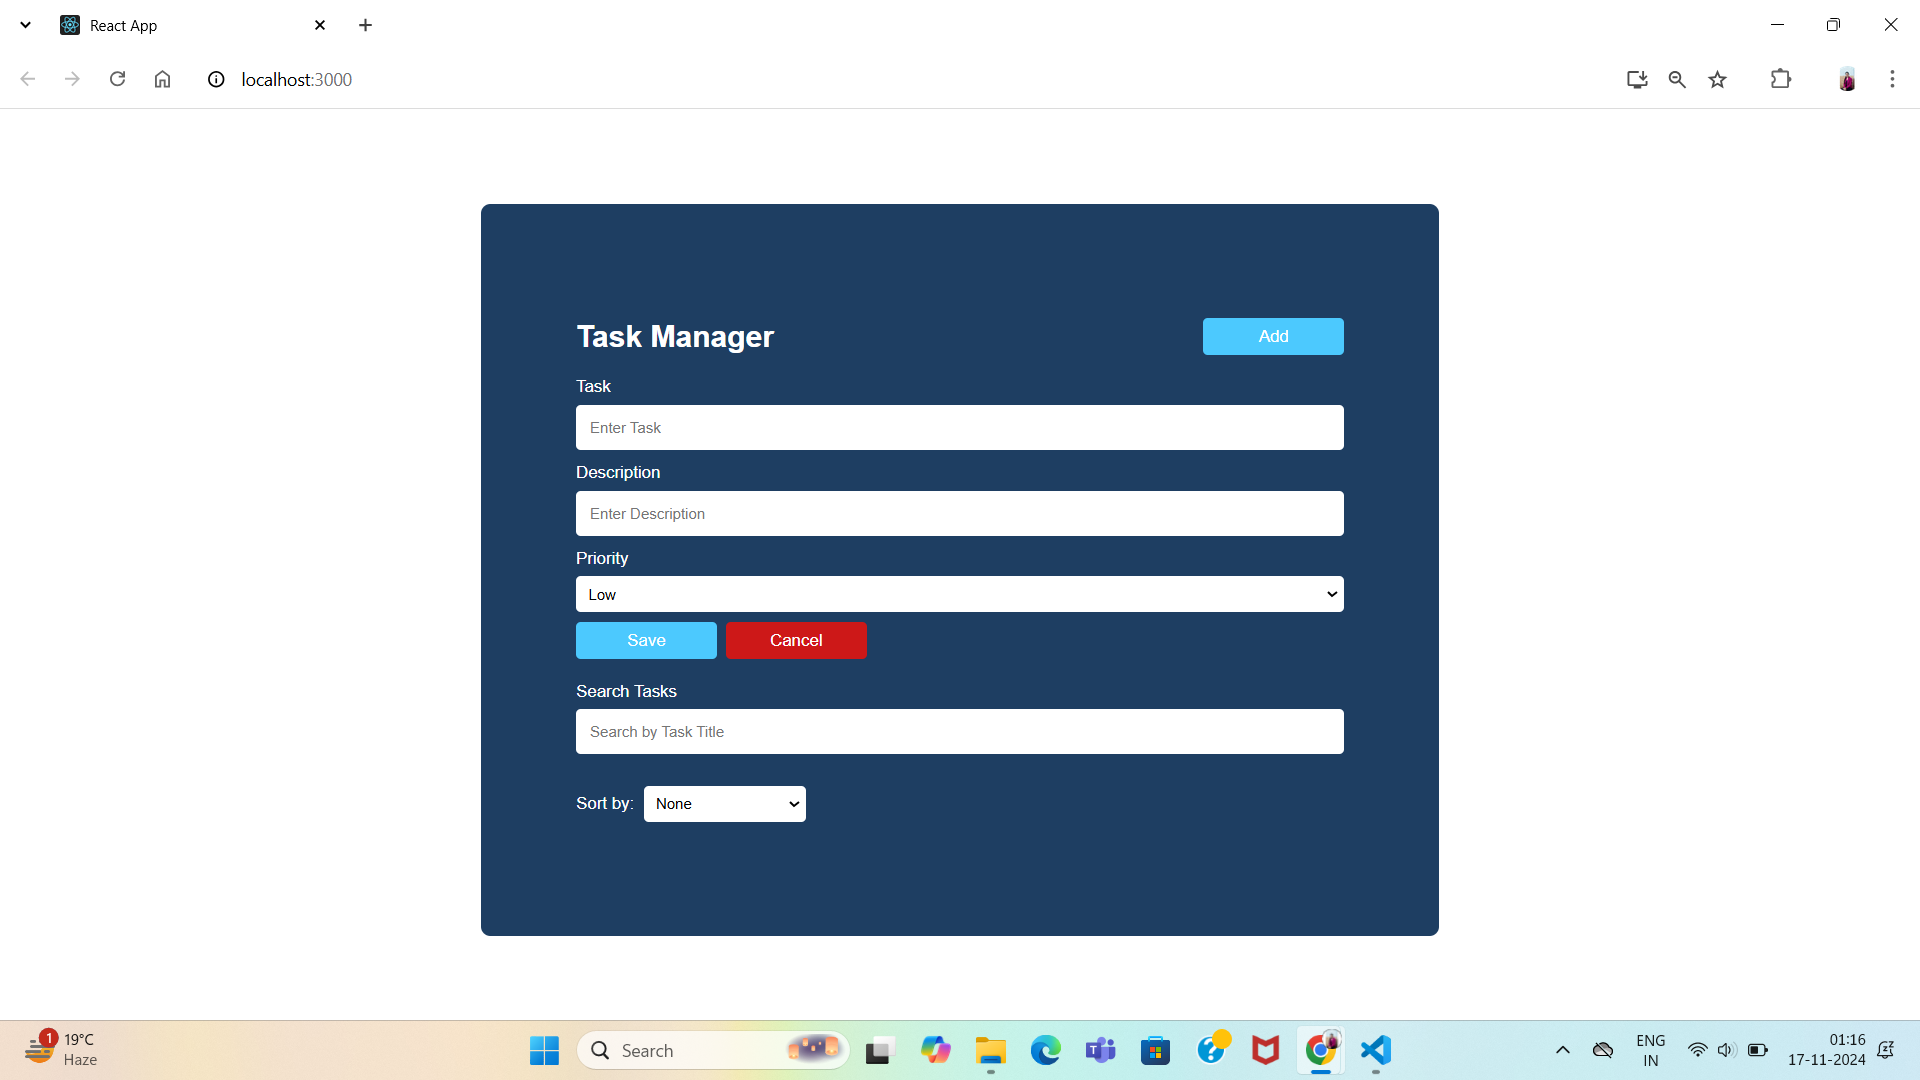 React App
localhost:3000
Task Manager
Add
Task
Enter Task
Description
Enter Description
Priority
Low
Save
Cancel
Search Tasks
Search by Task Title
Sort by:
None
1
19°C
Haze
Search
ENG
IN
01:16
17-11-2024